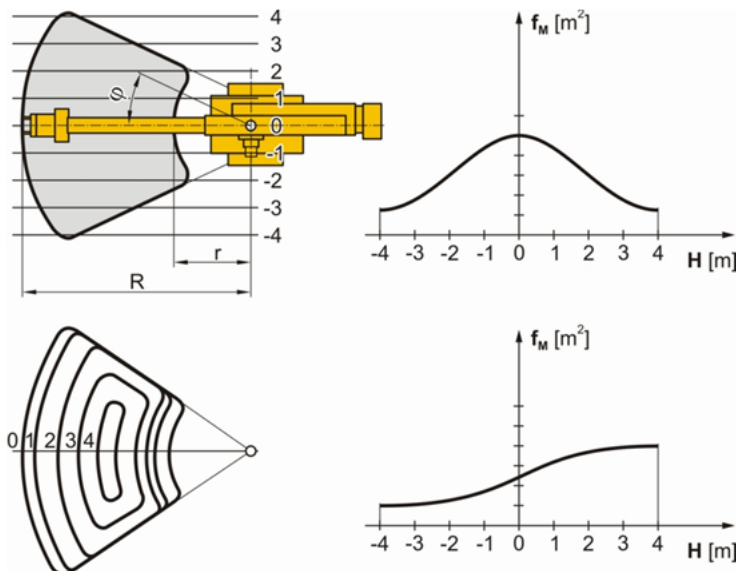 4
3
2
1
0
-1
-2
-3
-4
φ
r
R
f_M [m²]
-4 -3 -2 -1 0 1 2 3 4
H [m]
0 1 2 3 4
f_M [m²]
-4 -3 -2 -1 0 1 2 3 4
H [m]